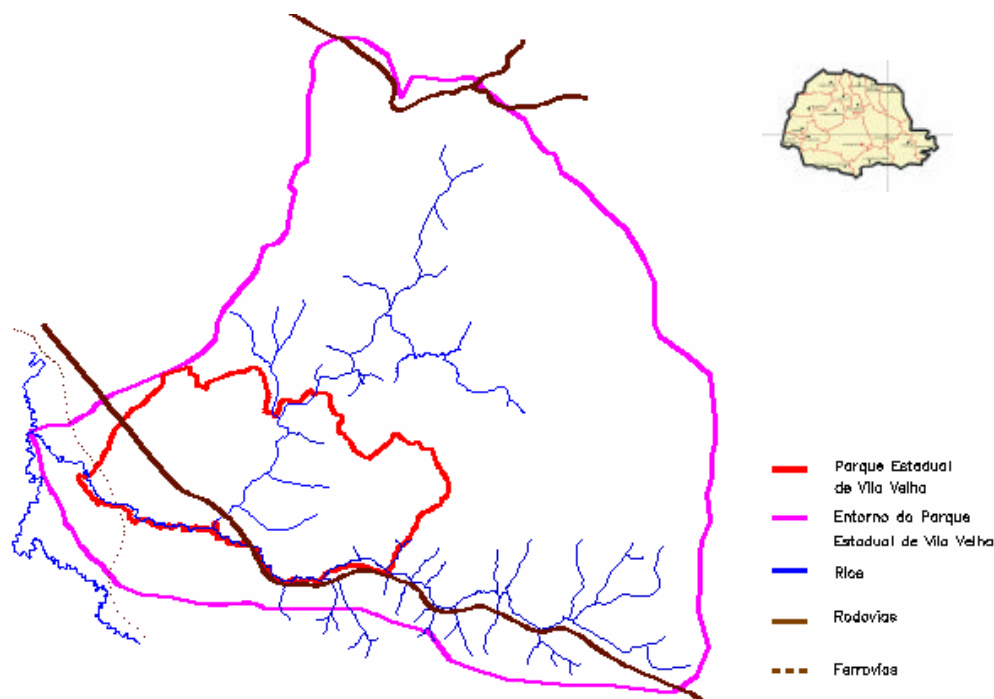 Parque Estadual
de Vila Velha
Entorno do Parque
Estadual de Vila Velha
Rios
Rodovias
Ferrovias